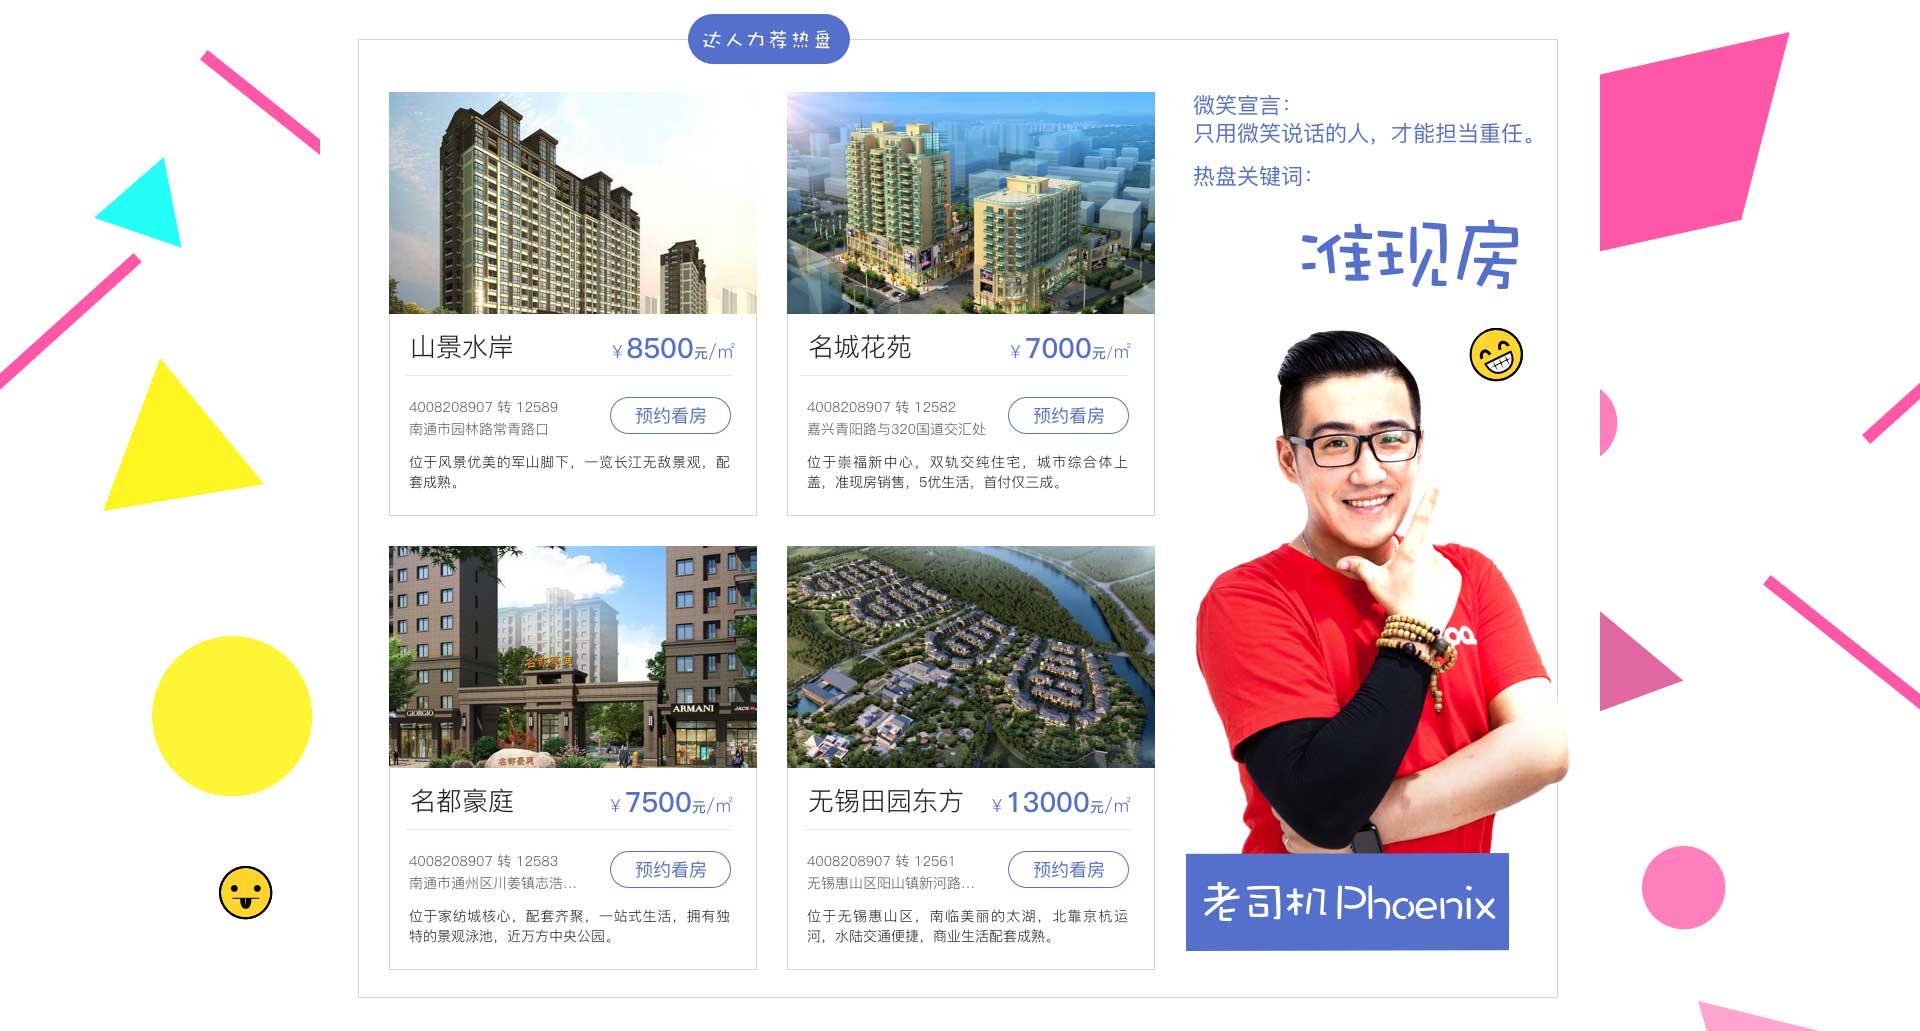 达人力荐热盘
山景水岸
¥8500元/㎡
4008208907 转 12589
南通市园林路常青路口
预约看房
位于风景优美的军山脚下，一览长江无敌景观，配
套成熟。
名城花苑
¥7000元/㎡
4008208907 转 12582
嘉兴青阳路与320国道交汇处
预约看房
位于崇福新中心，双轨交纯住宅，城市综合体上
盖，准现房销售，5优生活，首付仅三成。
名都豪庭
GIORGIO
ARMANI
名都豪庭
名都豪庭
¥7500元/㎡
4008208907 转 12583
南通市通州区川姜镇志浩...
预约看房
位于家纺城核心，配套齐聚，一站式生活，拥有独
特的景观泳池，近万方中央公园。
无锡田园东方
¥13000元/㎡
4008208907 转 12561
无锡惠山区阳山镇新河路...
预约看房
位于无锡惠山区，南临美丽的太湖，北靠京杭运
河，水陆交通便捷，商业生活配套成熟。
微笑宣言：
只用微笑说话的人，才能担当重任。
热盘关键词：
准现房
老司机Phoenix